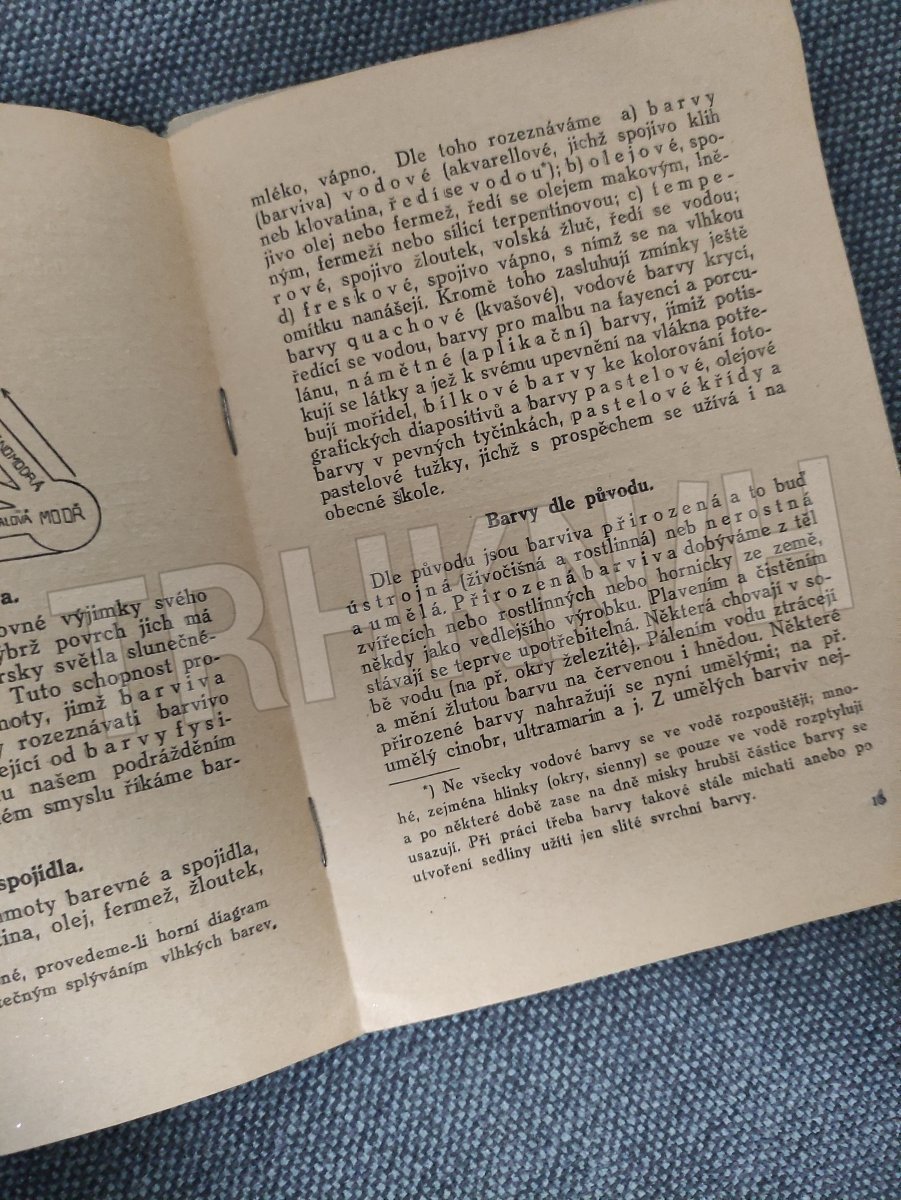 NOMODRÁ
ALOVÁ MODŘ
a.
ovné výjimky svého
ýbrž povrch jich má
rsky světla slunečné-
Tuto schopnost pro-
noty, jimž barviva
rozeznávati barvivo
ející od barvy fysi-
u našem podrážděním
ém smyslu říkáme bar-
spojidla.
moty barevné a spojidla,
tina, olej, fermež, žloutek,
né, provedeme-li horní diagram
tečným splýváním vlhkých barev.
mléko, vápno. Dle toho rozeznáváme a) barvy
(barviva) vodové (akvarellové, jichž spojivo klih
neb klovatina, ředí se vodou*); b) olejové, spo-
jivo olej nebo fermež, ředí se olejem makovým, lně-
ným, fermeží nebo silicí terpentinovou; c) tempe-
rové, spojivo žloutek, volská žluč, ředí se vodou;
d) freskové, spojivo vápno, s nímž se na vlhkou
omítku nanášejí. Kromě toho zasluhují zmínky ještě
barvy quachové (kvašové), vodové barvy krycí,
ředící se vodou, barvy pro malbu na fayenci a porcu-
lánu, námětné (aplikační) barvy, jimiž potis-
kují se látky a jež k svému upevnění na vlákna potře-
bují mořidel, bílkové barvy ke kolorování foto-
grafických diapositivů a barvy pastelové, olejové
barvy v pevných tyčinkách, pastelové křídy a
pastelové tužky, jichž s prospěchem se užívá i na
obecné škole.
Barvy dle původu.
Dle původu jsou barviva přirozená a to buď
ústrojná (živočišná a rostlinná) neb nerostná
a umělá. Přirozená barviva dobýváme z těl
zvířecích nebo rostlinných nebo hornicky ze země,
někdy jako vedlejšího výrobku. Plavením a čistěním
stávají se teprve upotřebitelná. Některá chovají v so-
bě vodu (na př. okry železité). Pálením vodu ztrácejí
a mění žlutou barvu na červenou i hnědou. Některé
přirozené barvy nahražují se nyní umělými; na př.
umělý cinobr, ultramarin a j. Z umělých barviv nej-
*) Ne všecky vodové barvy se ve vodě rozpouštějí; mno-
hé, zejména hlinky (okry, sienny) se pouze ve vodě rozptylují
a po některé době zase na dně misky hrubší částice barvy se
usazují. Při práci třeba barvy takové stále míchati anebo po
utvoření sedliny užíti jen slité svrchní barvy.
TRHKNIH